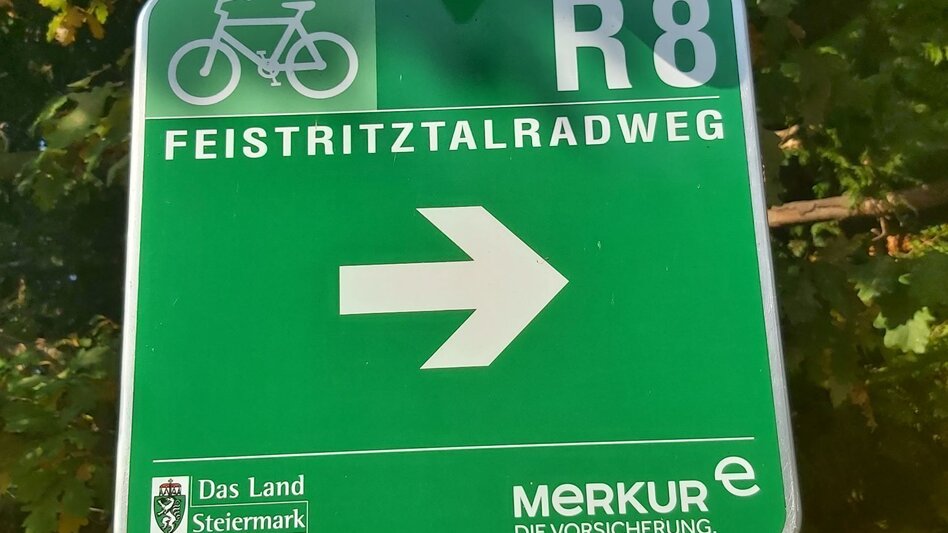 R8
FEISTRITZTALRADWEG
Das Land
Steiermark
MERKUR
DIE VORSICHERUNG.